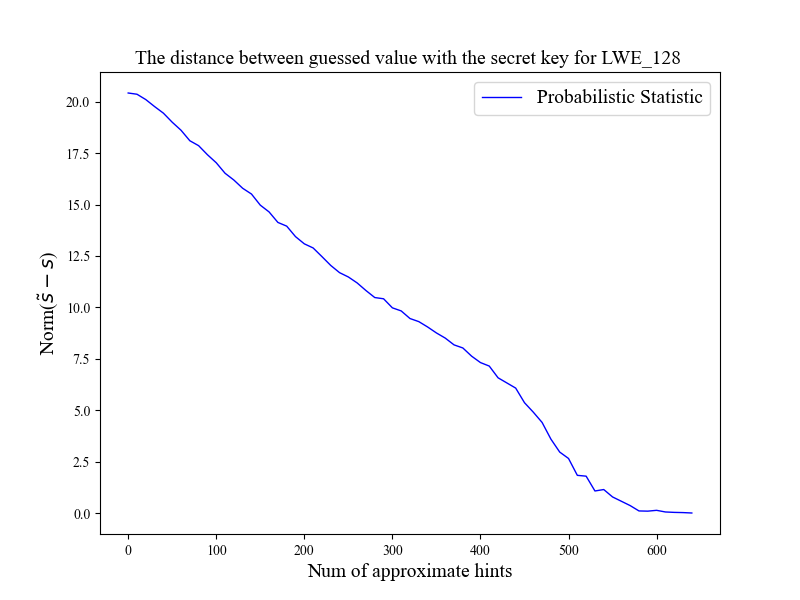 The distance between guessed value with the secret key for LWE_128
Probabilistic Statistic
20.0
17.5
15.0
12.5
10.0
7.5
5.0
2.5
0.0
Norm(s̃ − s)
0 100 200 300 400 500 600
Num of approximate hints